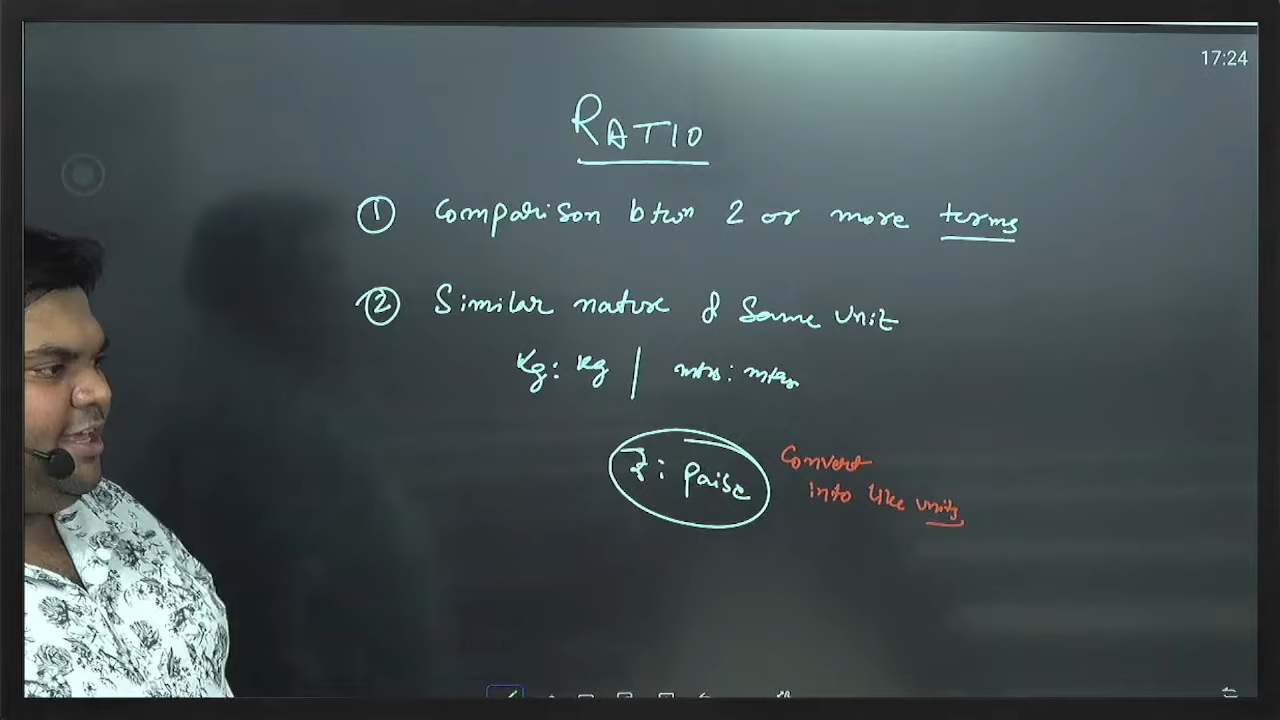 17:24
RATIO
① Comparison btwn 2 or more terms
② Similar nature & Same unit
Kg: kg | mtrs: mtrs
₹: paise
Convert
into like units